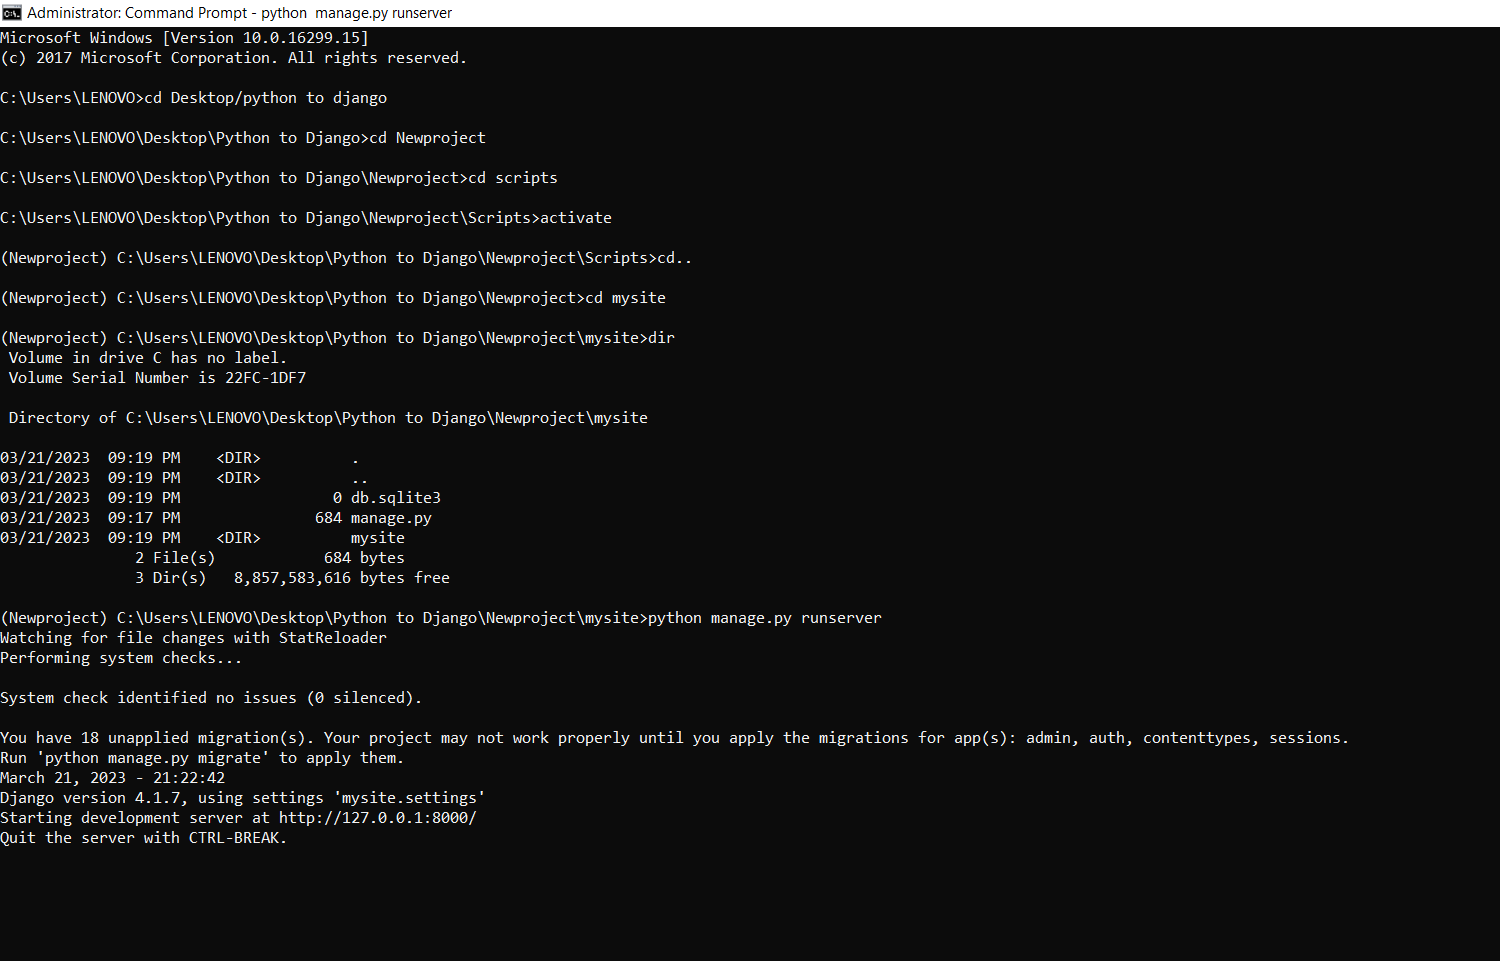 Administrator: Command Prompt - python  manage.py runserver
Microsoft Windows [Version 10.0.16299.15]
(c) 2017 Microsoft Corporation. All rights reserved.
C:\Users\LENOVO>cd Desktop/python to django
C:\Users\LENOVO\Desktop\Python to Django>cd Newproject
C:\Users\LENOVO\Desktop\Python to Django\Newproject>cd scripts
C:\Users\LENOVO\Desktop\Python to Django\Newproject\Scripts>activate
(Newproject) C:\Users\LENOVO\Desktop\Python to Django\Newproject\Scripts>cd..
(Newproject) C:\Users\LENOVO\Desktop\Python to Django\Newproject>cd mysite
(Newproject) C:\Users\LENOVO\Desktop\Python to Django\Newproject\mysite>dir
 Volume in drive C has no label.
 Volume Serial Number is 22FC-1DF7
 Directory of C:\Users\LENOVO\Desktop\Python to Django\Newproject\mysite
03/21/2023  09:19 PM    <DIR>          .
03/21/2023  09:19 PM    <DIR>          ..
03/21/2023  09:19 PM                 0 db.sqlite3
03/21/2023  09:17 PM               684 manage.py
03/21/2023  09:19 PM    <DIR>          mysite
               2 File(s)            684 bytes
               3 Dir(s)   8,857,583,616 bytes free
(Newproject) C:\Users\LENOVO\Desktop\Python to Django\Newproject\mysite>python manage.py runserver
Watching for file changes with StatReloader
Performing system checks...
System check identified no issues (0 silenced).
You have 18 unapplied migration(s). Your project may not work properly until you apply the migrations for app(s): admin, auth, contenttypes, sessions.
Run 'python manage.py migrate' to apply them.
March 21, 2023 - 21:22:42
Django version 4.1.7, using settings 'mysite.settings'
Starting development server at http://127.0.0.1:8000/
Quit the server with CTRL-BREAK.